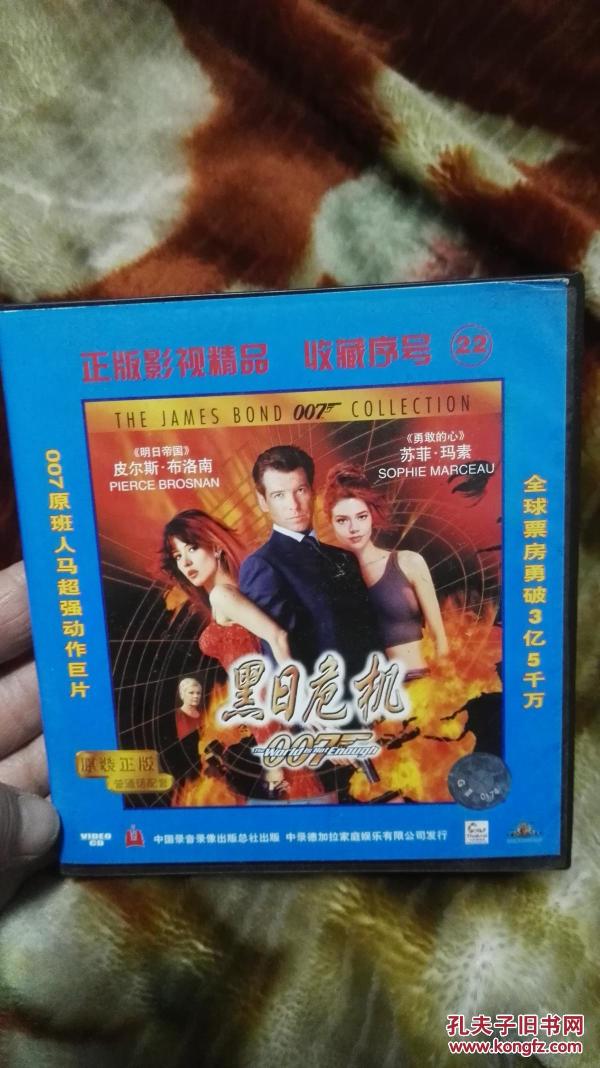 正版影视精品 收藏序号 22
THE JAMES BOND 007 COLLECTION
《明日帝国》
皮尔斯·布洛南
PIERCE BROSNAN
《勇敢的心》
苏菲·玛素
SOPHIE MARCEAU
007原班人马超强动作巨片
全球票房勇破3亿5千万
黑日危机
007
The World Is Not Enough
原装正版
普通话配音
VIDEO CD
中国录音录像出版总社出版 中录德加拉家庭娱乐有限公司发行
孔夫子旧书网
www.kongfz.com